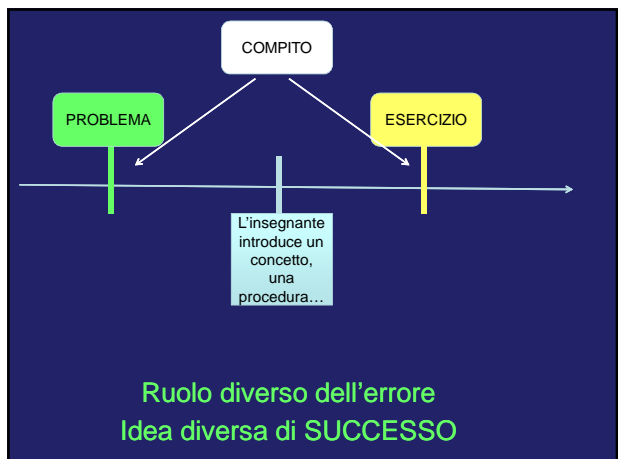 COMPITO
PROBLEMA
ESERCIZIO
L’insegnante
introduce un
concetto,
una
procedura…
Ruolo diverso dell’errore
Idea diversa di SUCCESSO